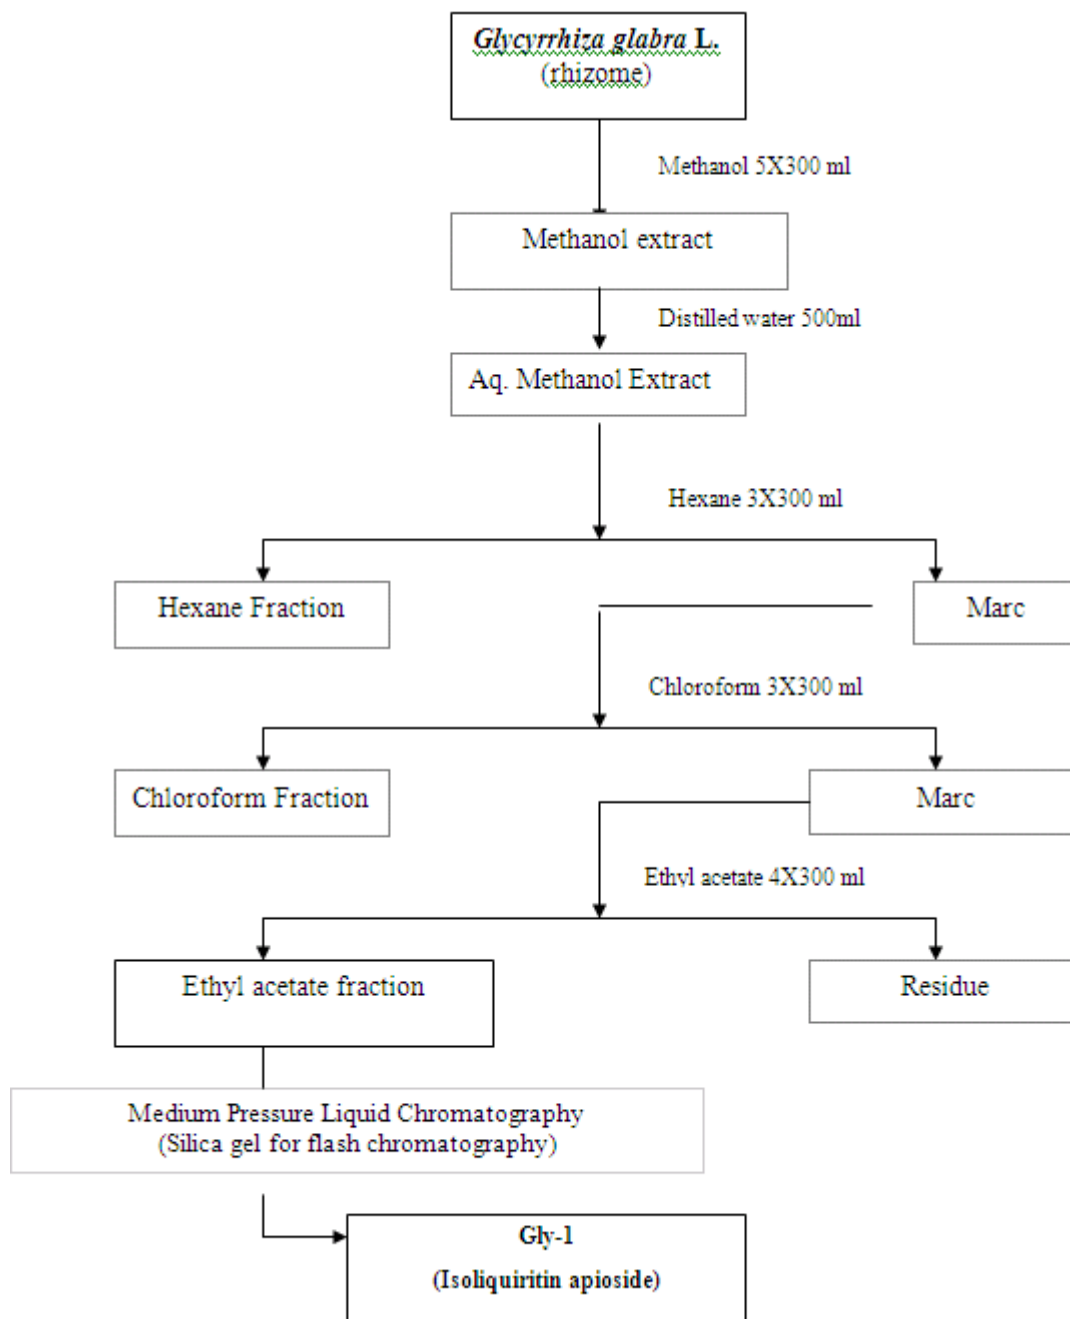 Glycyrrhiza glabra L.
(rhizome)
Methanol 5X300 ml
Methanol extract
Distilled water 500ml
Aq. Methanol Extract
Hexane 3X300 ml
Hexane Fraction
Marc
Chloroform 3X300 ml
Chloroform Fraction
Marc
Ethyl acetate 4X300 ml
Ethyl acetate fraction
Residue
Medium Pressure Liquid Chromatography
(Silica gel for flash chromatography)
Gly-1
(Isoliquiritin apioside)